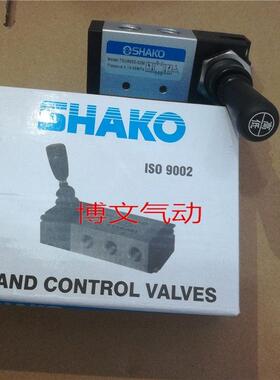 SHAKO
SHAKO
ISO 9002
博文气动
AND CONTROL VALVES